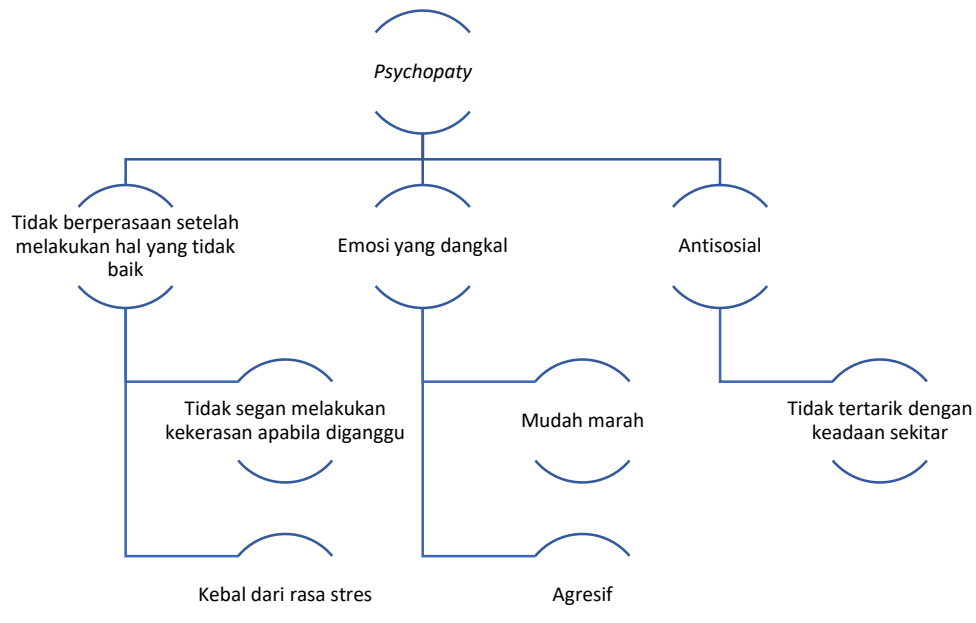 Psychopaty
Tidak berperasaan setelah
melakukan hal yang tidak
baik
Emosi yang dangkal
Antisosial
Tidak segan melakukan
kekerasan apabila diganggu
Mudah marah
Tidak tertarik dengan
keadaan sekitar
Kebal dari rasa stres
Agresif